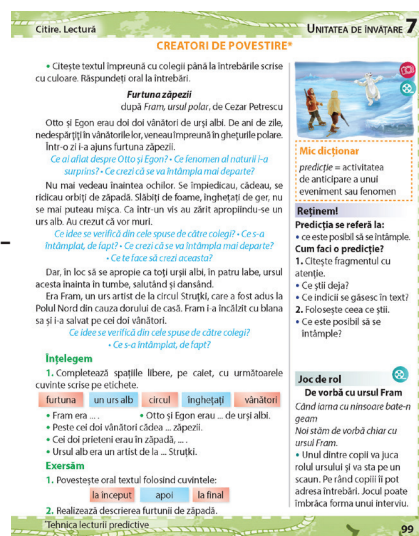 Citire. Lectură
UNITATEA DE ÎNVĂȚARE 7
CREATORI DE POVESTIRE*
• Citește textul împreună cu colegii până la întrebările scrise
cu culoare. Răspundeți oral la întrebări.
Furtuna zăpezii
după Fram, ursul polar, de Cezar Petrescu
Otto și Egon erau doi doi vânători de urși albi. De ani de zile,
nedespărțiți în vânătorile lor, veneau împreună în ghețurile polare.
Într-o zi i-a ajuns furtuna zăpezii.
Ce ai aflat despre Otto și Egon? • Ce fenomen al naturii i-a
surprins? • Ce crezi că se va întâmpla mai departe?
Nu mai vedeau înaintea ochilor. Se împiedicau, cădeau, se
ridicau orbiți de zăpadă. Slăbiți de foame, înghețați de ger, nu
se mai puteau mișca. Ca într-un vis au zărit apropiindu-se un
urs alb. Au crezut că vor muri.
Ce idee se verifică din cele spuse de către colegi? • Ce s-a
întâmplat, de fapt? • Ce crezi că se va întâmpla mai departe?
• Ce te face să crezi aceasta?
Dar, în loc să se apropie ca toți urșii albi, în patru labe, ursul
acesta înainta în tumbe, salutând și dansând.
Era Fram, un urs artist de la circul Struțki, care a fost adus la
Polul Nord din cauza dorului de casă. Fram i-a încălzit cu blana
sa și i-a salvat pe cei doi vânători.
Ce idee se verifică din cele spuse de către colegi?
• Ce s-a întâmplat, de fapt?
Înțelegem
1. Completează spațiile libere, pe caiet, cu următoarele
cuvinte scrise pe etichete.
furtuna un urs alb circul înghețați vânători
• Fram era ... . • Otto și Egon erau ... de urși albi.
• Peste cei doi vânători cădea ... zăpezii.
• Cei doi prieteni erau în zăpadă, ... .
• Ursul alb era un artist de la ... Struțki.
Exersăm
1. Povestește oral textul folosind cuvintele:
la început apoi la final
2. Realizează descrierea furtunii de zăpadă.
*Tehnica lecturii predictive
Mic dicționar
predicție = activitatea
de anticipare a unui
eveniment sau fenomen
Reținem!
Predicția se referă la:
• ce este posibil să se întâmple.
Cum faci o predicție?
1. Citește fragmentul cu
atenție.
• Ce știi deja?
• Ce indicii se găsesc în text?
2. Folosește ceea ce știi.
• Ce este posibil să se
întâmple?
Joc de rol
De vorbă cu ursul Fram
Când iarna cu ninsoare bate-n
geam
Noi stăm de vorbă chiar cu
ursul Fram.
• Unul dintre copii va juca
rolul ursului și va sta pe un
scaun. Pe rând copiii îi pot
adresa întrebări. Jocul poate
îmbrăca forma unui interviu.
99